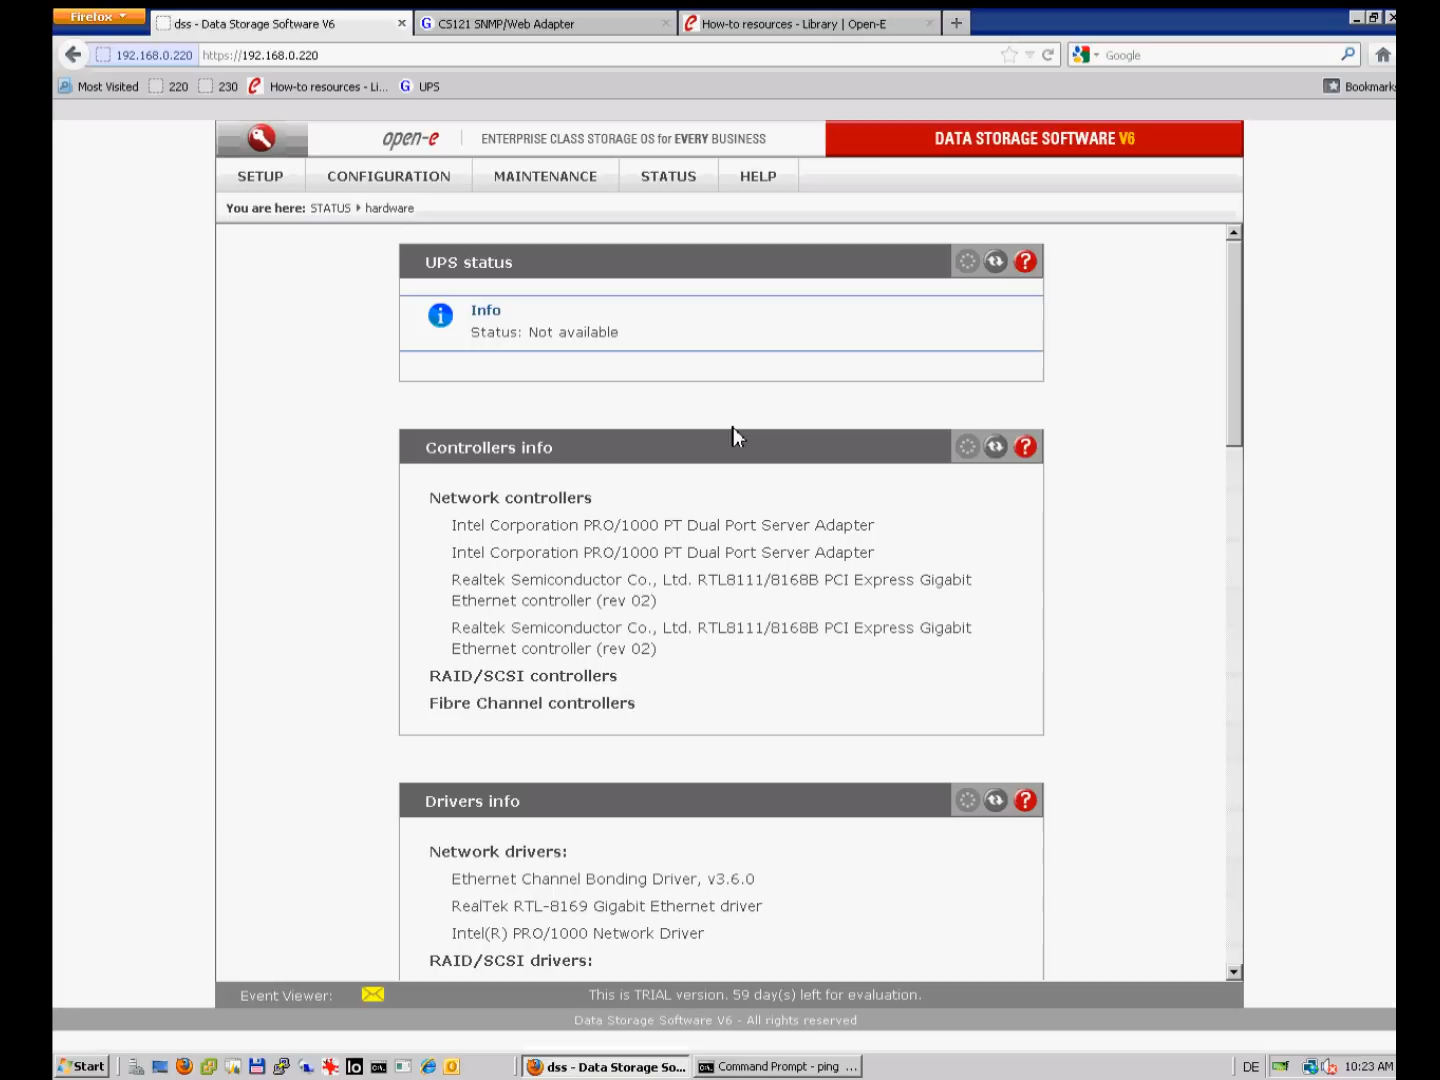 Firefox
dss - Data Storage Software V6
CS121 SNMP/Web Adapter
How-to resources - Library | Open-E
192.168.0.220
https://192.168.0.220
Google
Most Visited
220
230
How-to resources - Li...
UPS
Bookmarks
open-e
ENTERPRISE CLASS STORAGE OS for EVERY BUSINESS
DATA STORAGE SOFTWARE V6
SETUP
CONFIGURATION
MAINTENANCE
STATUS
HELP
You are here: STATUS hardware
UPS status
Info
Status: Not available
Controllers info
Network controllers
Intel Corporation PRO/1000 PT Dual Port Server Adapter
Intel Corporation PRO/1000 PT Dual Port Server Adapter
Realtek Semiconductor Co., Ltd. RTL8111/8168B PCI Express Gigabit
Ethernet controller (rev 02)
Realtek Semiconductor Co., Ltd. RTL8111/8168B PCI Express Gigabit
Ethernet controller (rev 02)
RAID/SCSI controllers
Fibre Channel controllers
Drivers info
Network drivers:
Ethernet Channel Bonding Driver, v3.6.0
RealTek RTL-8169 Gigabit Ethernet driver
Intel(R) PRO/1000 Network Driver
RAID/SCSI drivers:
Event Viewer:
This is TRIAL version. 59 day(s) left for evaluation.
Data Storage Software V6 - All rights reserved
Start
dss - Data Storage So...
Command Prompt - ping ...
DE
10:23 AM